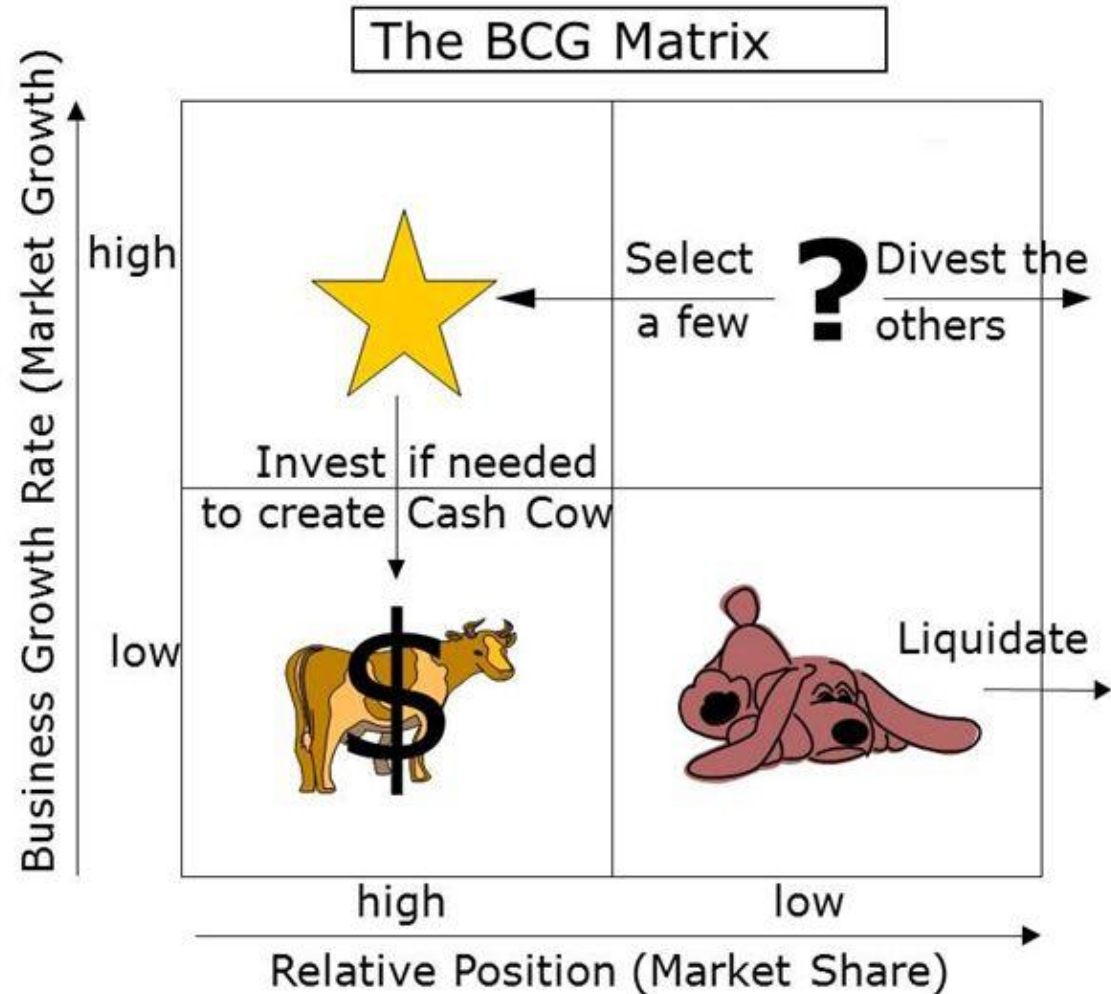 The BCG Matrix
Business Growth Rate (Market Growth)
high
Select
a few
?
Divest the
others
Invest if needed
to create Cash Cow
low
$
Liquidate
high
low
Relative Position (Market Share)